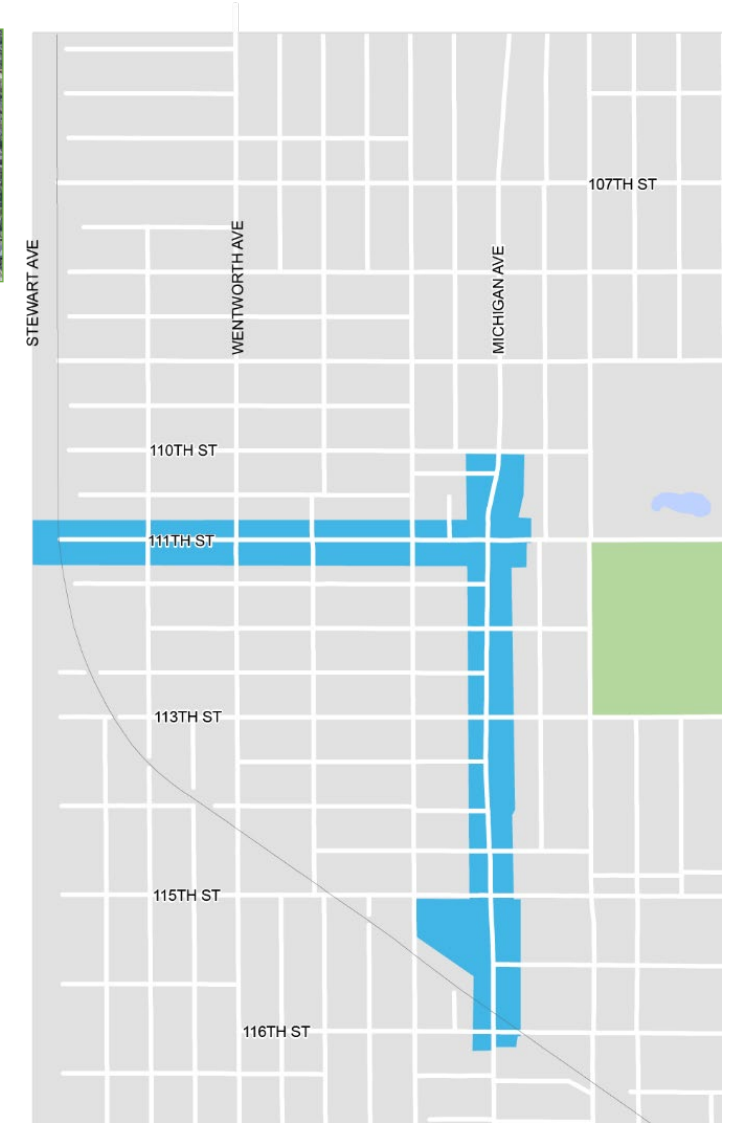 107TH ST
STEWART AVE
WENTWORTH AVE
MICHIGAN AVE
110TH ST
111TH ST
113TH ST
115TH ST
116TH ST